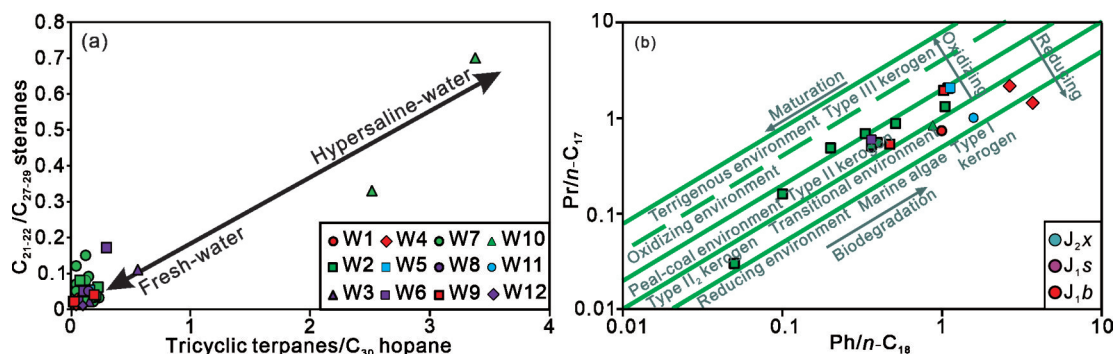 (a)
C21-22/C27-29 steranes
0.8
0.7
0.6
0.5
0.4
0.3
0.2
0.1
0
Hypersaline-water
Fresh-water
W1 W4 W7 W10
W2 W5 W8 W11
W3 W6 W9 W12
0 1 2 3 4
Tricyclic terpanes/C30 hopane
(b)
Pr/n-C17
10
1
0.1
0.01
Maturation
Oxidizing
Reducing
Terrigenous environment Type III kerogen
Oxidizing environment
Peal-coal environment Type II kerogen
Type II2 kerogen Transitional environment
Reducing environment Marine algae Type I
kerogen
Biodegradation
J2x
J1s
J1b
0.01 0.1 1 10
Ph/n-C18